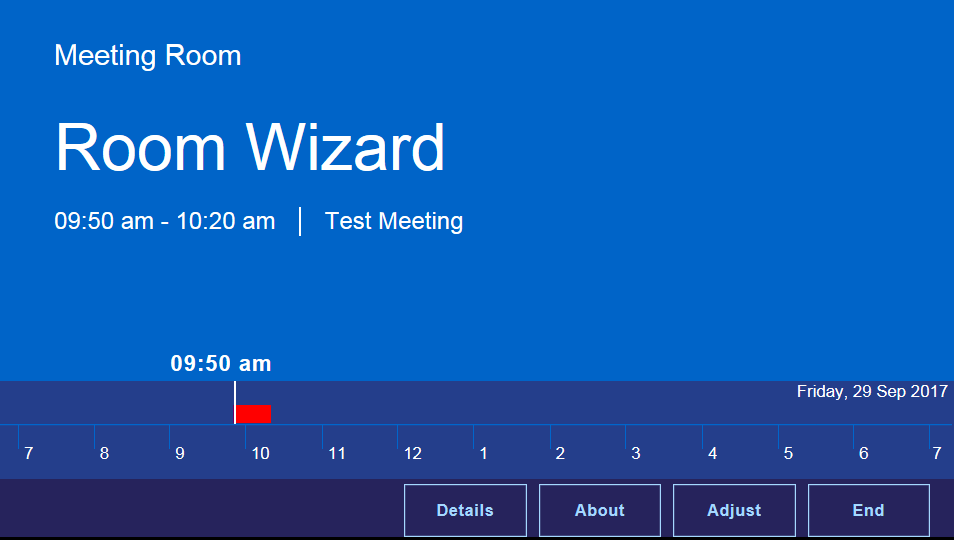 Meeting Room
Room Wizard
09:50 am - 10:20 am | Test Meeting
09:50 am
Friday, 29 Sep 2017
7 8 9 10 11 12 1 2 3 4 5 6 7
Details About Adjust End